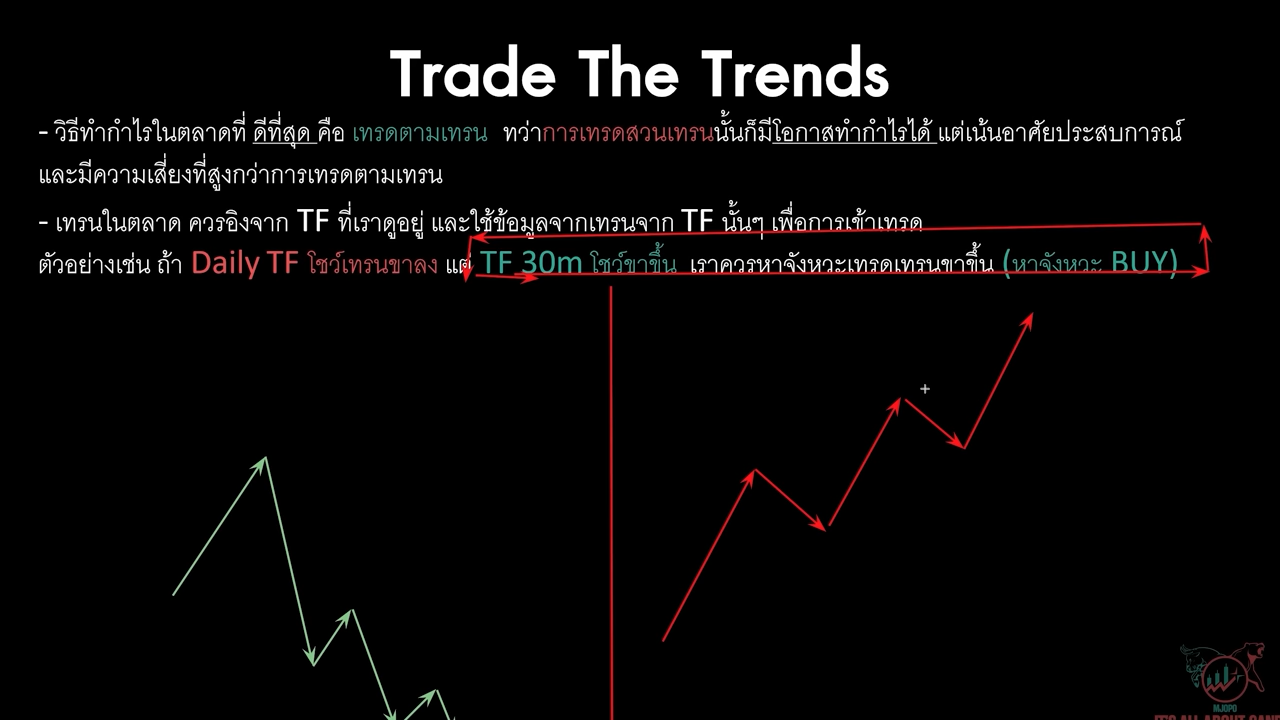 Trade The Trends
- วิธีทำกำไรในตลาดที่ ดีที่สุด คือ เทรดตามเทรน ทว่าการเทรดสวนเทรนนั้นก็มีโอกาสทำกำไรได้ แต่เน้นอาศัยประสบการณ์
และมีความเสี่ยงที่สูงกว่าการเทรดตามเทรน
- เทรนในตลาด ควรอิงจาก TF ที่เราดูอยู่ และใช้ข้อมูลจากเทรนจาก TF นั้นๆ เพื่อการเข้าเทรด
ตัวอย่างเช่น ถ้า Daily TF โชว์เทรนขาลง แต่ TF 30m โชว์ขาขึ้น เราควรหาจังหวะเทรดเทรนขาขึ้น (หาจังหวะ BUY)
MJOPO